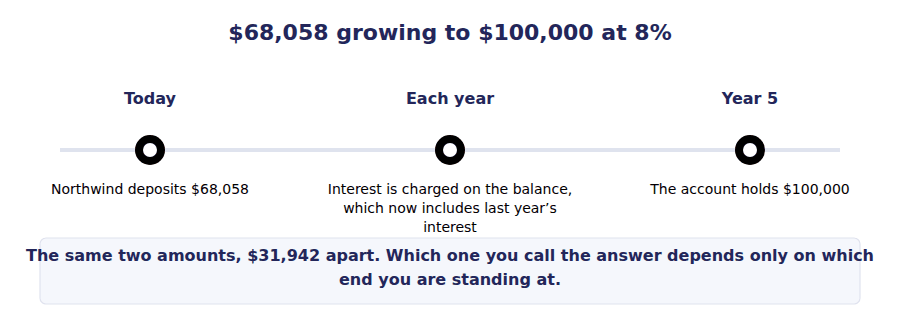 $68,058 growing to $100,000 at 8%
Today
Each year
Year 5
Northwind deposits $68,058
Interest is charged on the balance,
which now includes last year’s
interest
The account holds $100,000
The same two amounts, $31,942 apart. Which one you call the answer depends only on which
end you are standing at.